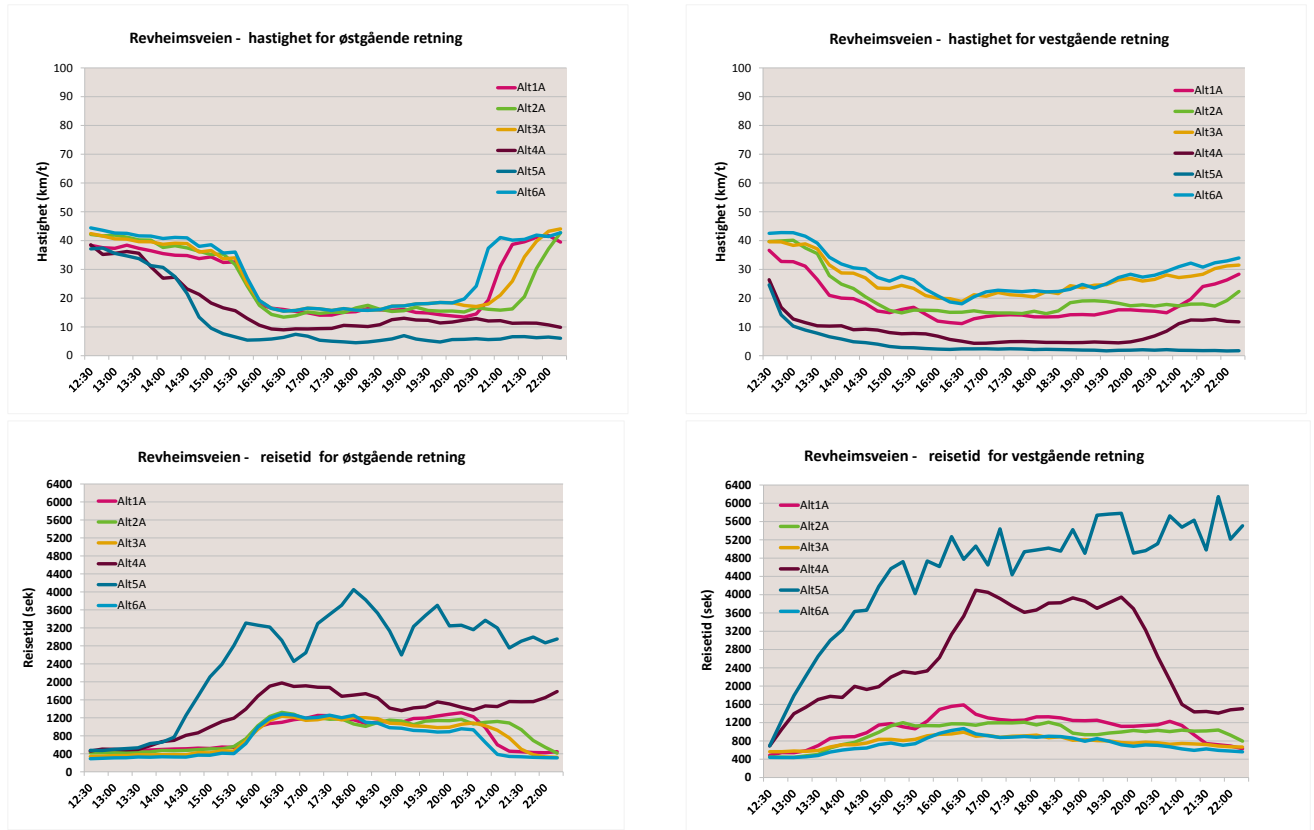 Revheimsveien - hastighet for østgående retning
Hastighet (km/t)
100
90
80
70
60
50
40
30
20
10
0
Alt1A
Alt2A
Alt3A
Alt4A
Alt5A
Alt6A
12:30 13:00 13:30 14:00 14:30 15:00 15:30 16:00 16:30 17:00 17:30 18:00 18:30 19:00 19:30 20:00 20:30 21:00 21:30 22:00
Revheimsveien - hastighet for vestgående retning
Hastighet (km/t)
100
90
80
70
60
50
40
30
20
10
0
Alt1A
Alt2A
Alt3A
Alt4A
Alt5A
Alt6A
12:30 13:00 13:30 14:00 14:30 15:00 15:30 16:00 16:30 17:00 17:30 18:00 18:30 19:00 19:30 20:00 20:30 21:00 21:30 22:00
Revheimsveien - reisetid for østgående retning
Reisetid (sek)
6400
6000
5600
5200
4800
4400
4000
3600
3200
2800
2400
2000
1600
1200
800
400
0
Alt1A
Alt2A
Alt3A
Alt4A
Alt5A
Alt6A
12:30 13:00 13:30 14:00 14:30 15:00 15:30 16:00 16:30 17:00 17:30 18:00 18:30 19:00 19:30 20:00 20:30 21:00 21:30 22:00
Revheimsveien - reisetid for vestgående retning
Reisetid (sek)
6400
6000
5600
5200
4800
4400
4000
3600
3200
2800
2400
2000
1600
1200
800
400
0
Alt1A
Alt2A
Alt3A
Alt4A
Alt5A
Alt6A
12:30 13:00 13:30 14:00 14:30 15:00 15:30 16:00 16:30 17:00 17:30 18:00 18:30 19:00 19:30 20:00 20:30 21:00 21:30 22:00